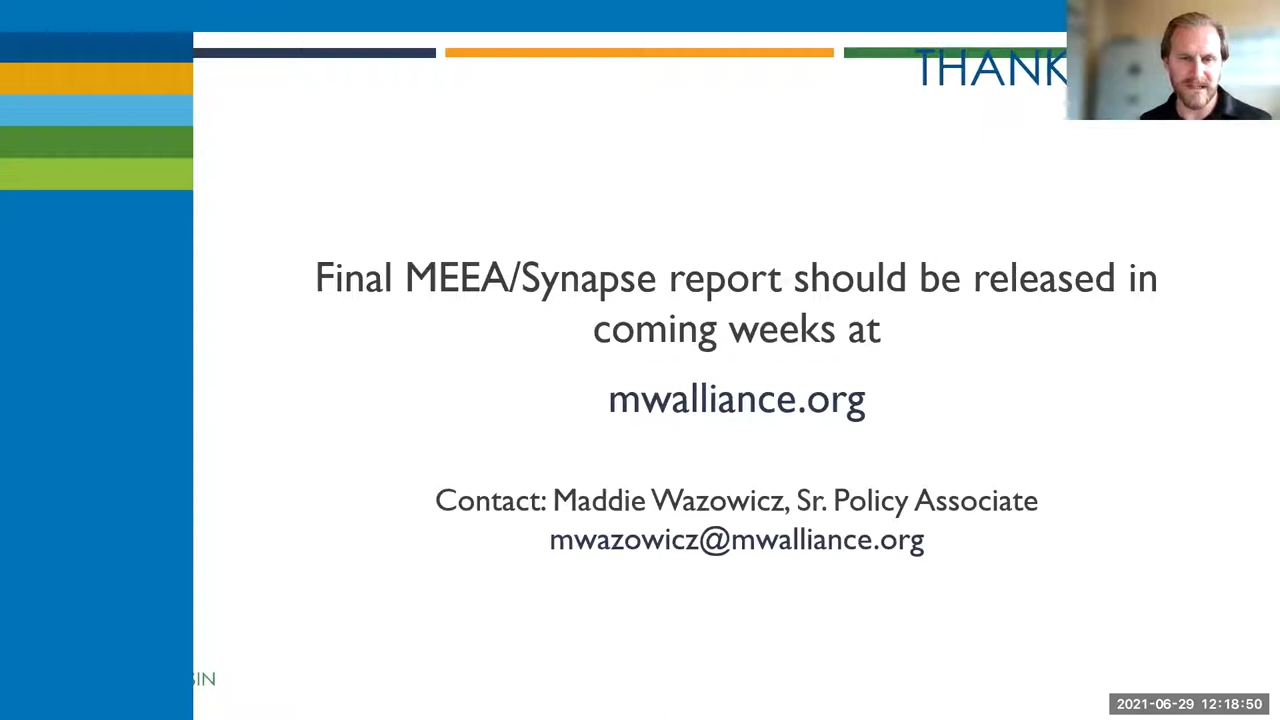 THANK
Final MEEA/Synapse report should be released in
coming weeks at
mwalliance.org
Contact: Maddie Wazowicz, Sr. Policy Associate
mwazowicz@mwalliance.org
SIN
2021-06-29 12:18:50